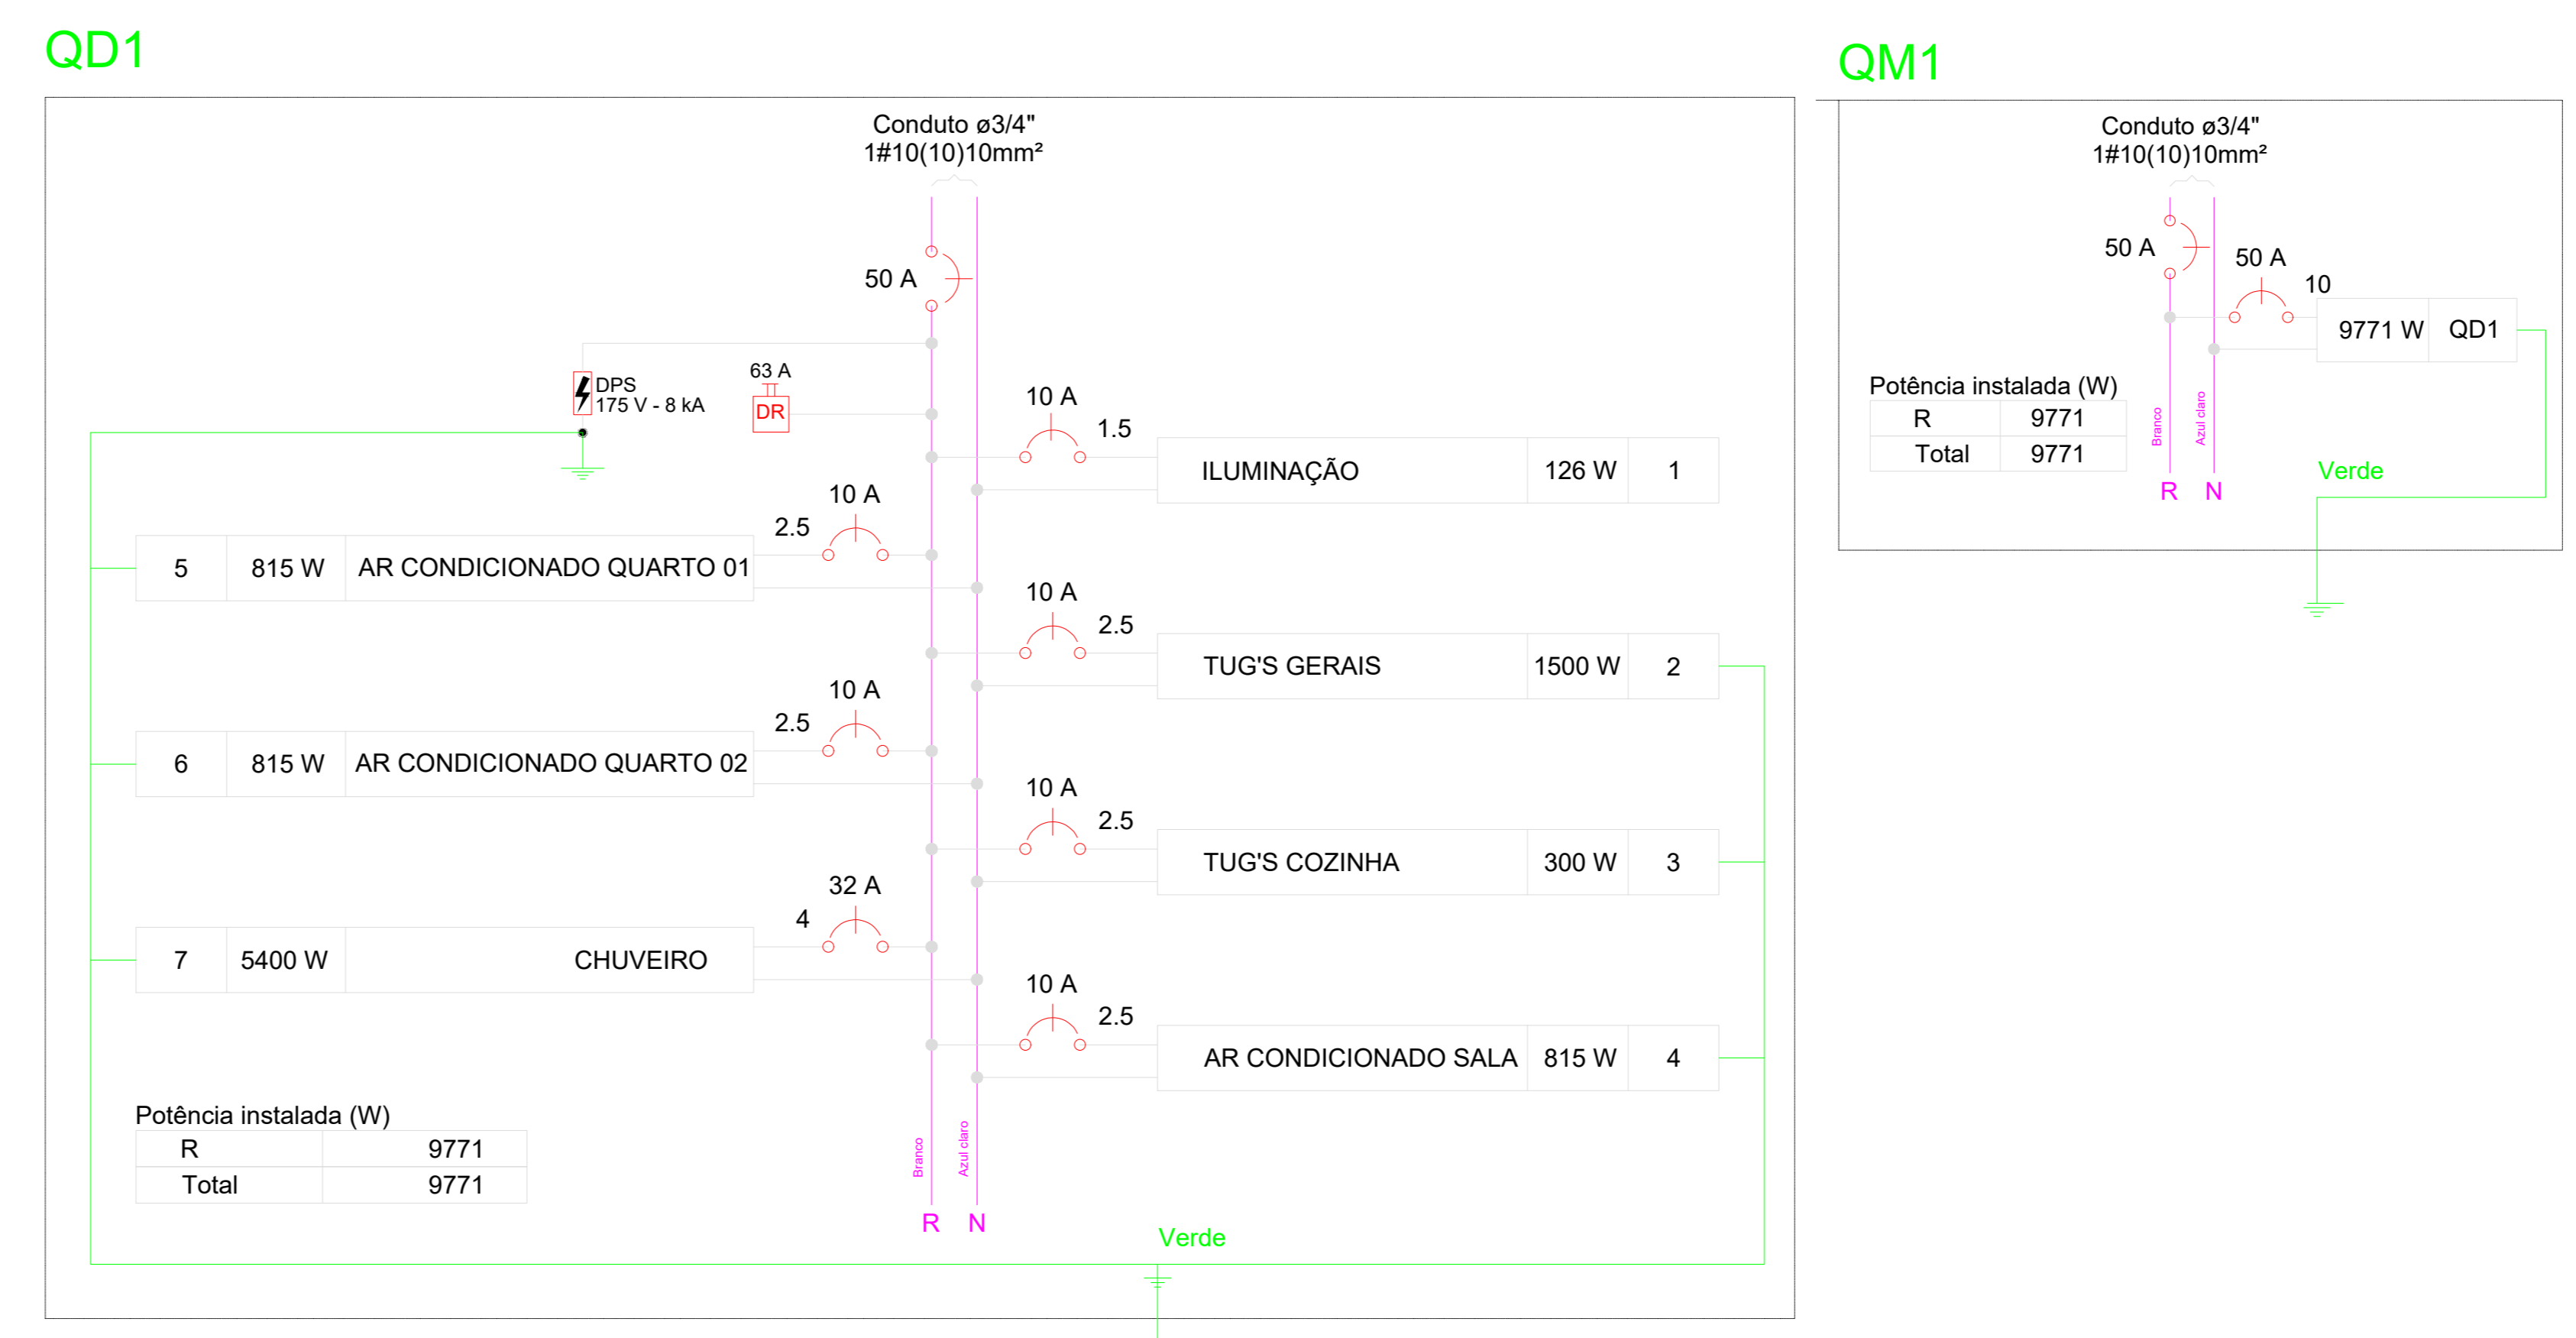 QD1
Conduto ø3/4"
1#10(10)10mm²
50 A
DPS
175 V - 8 kA
63 A
DR
10 A
1.5
ILUMINAÇÃO 126 W 1
10 A
2.5
5 815 W AR CONDICIONADO QUARTO 01
10 A
2.5
TUG'S GERAIS 1500 W 2
10 A
2.5
6 815 W AR CONDICIONADO QUARTO 02
10 A
2.5
TUG'S COZINHA 300 W 3
32 A
4
7 5400 W CHUVEIRO
10 A
2.5
AR CONDICIONADO SALA 815 W 4
Potência instalada (W)
R 9771
Total 9771
Branco
Azul claro
R N
Verde
QM1
Conduto ø3/4"
1#10(10)10mm²
50 A
50 A
10
9771 W QD1
Potência instalada (W)
R 9771
Total 9771
Branco
Azul claro
R N
Verde